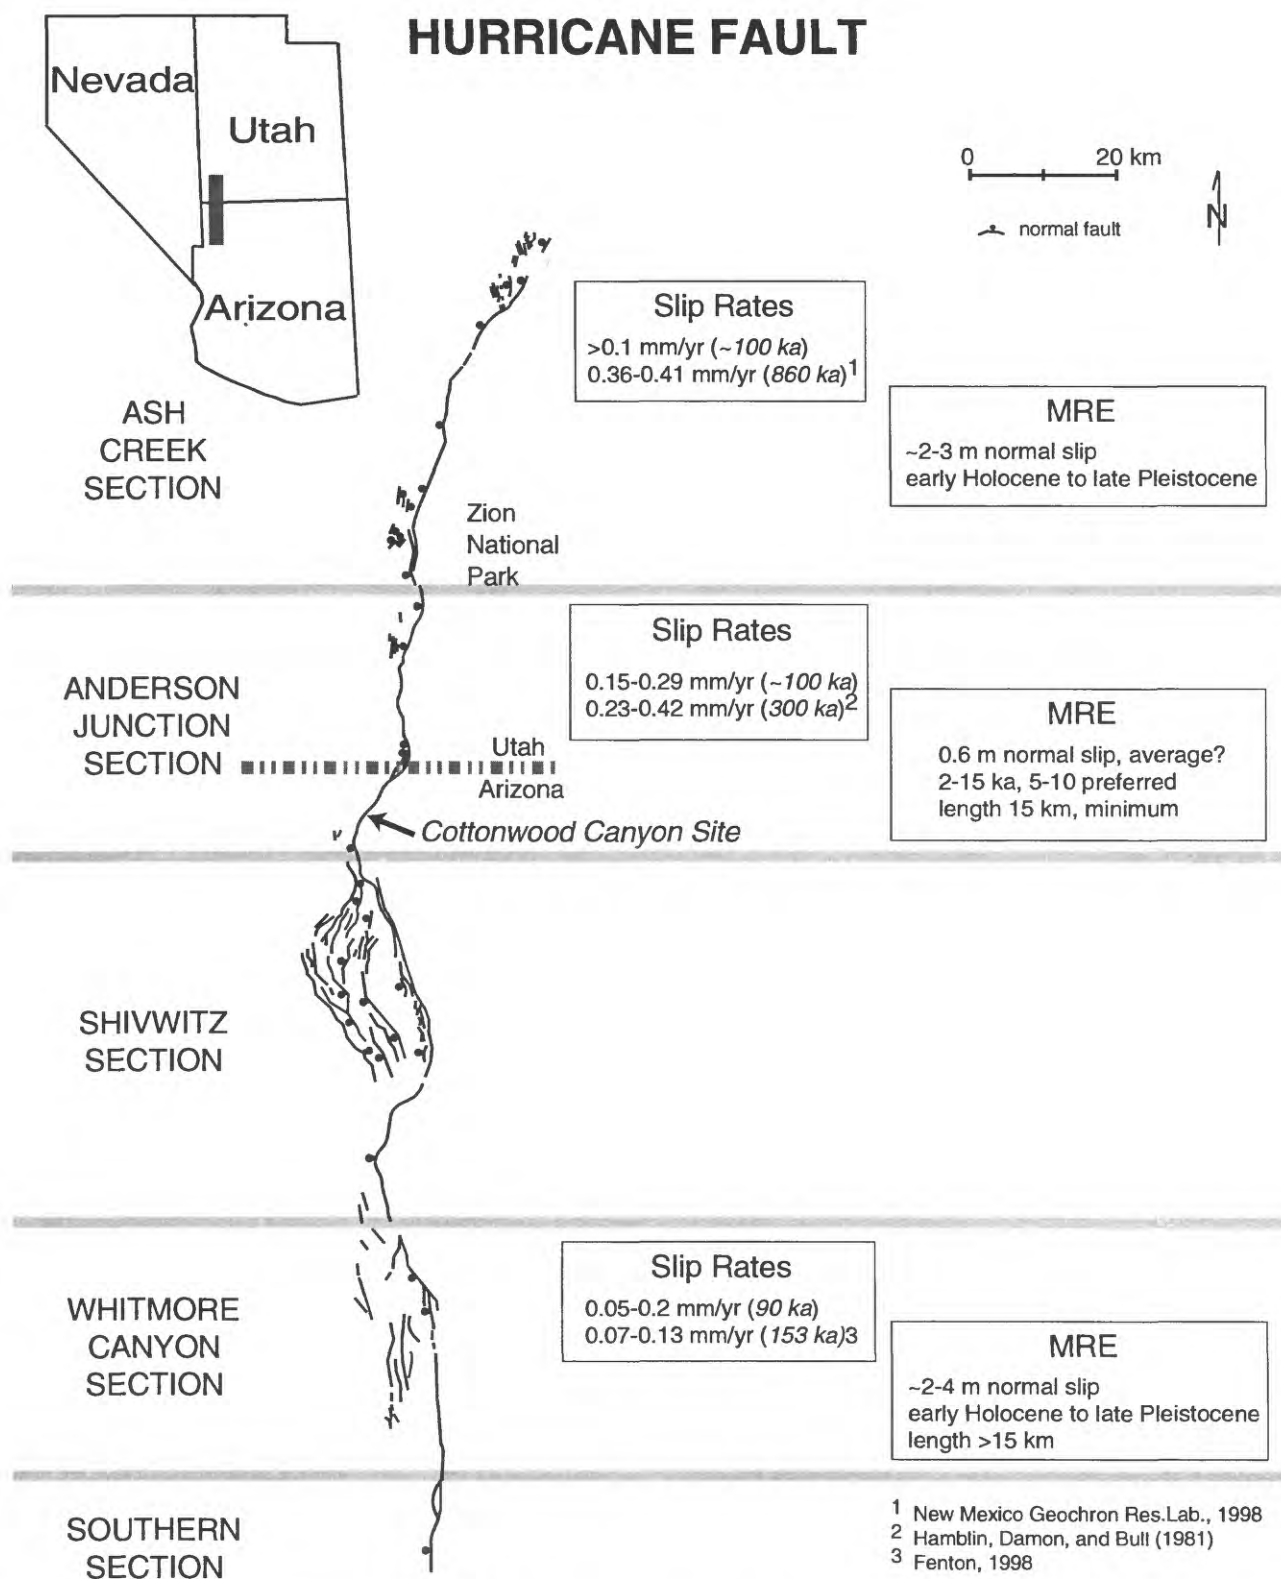 HURRICANE FAULT
Nevada
Utah
Arizona
0 20 km
normal fault
N
ASH
CREEK
SECTION
Slip Rates
>0.1 mm/yr (~100 ka)
0.36-0.41 mm/yr (860 ka)1
MRE
~2-3 m normal slip
early Holocene to late Pleistocene
Zion
National
Park
ANDERSON
JUNCTION
SECTION
Slip Rates
0.15-0.29 mm/yr (~100 ka)
0.23-0.42 mm/yr (300 ka)2
MRE
0.6 m normal slip, average?
2-15 ka, 5-10 preferred
length 15 km, minimum
Utah
Arizona
Cottonwood Canyon Site
SHIVWITZ
SECTION
WHITMORE
CANYON
SECTION
Slip Rates
0.05-0.2 mm/yr (90 ka)
0.07-0.13 mm/yr (153 ka)3
MRE
~2-4 m normal slip
early Holocene to late Pleistocene
length >15 km
SOUTHERN
SECTION
1 New Mexico Geochron Res.Lab., 1998
2 Hamblin, Damon, and Bull (1981)
3 Fenton, 1998